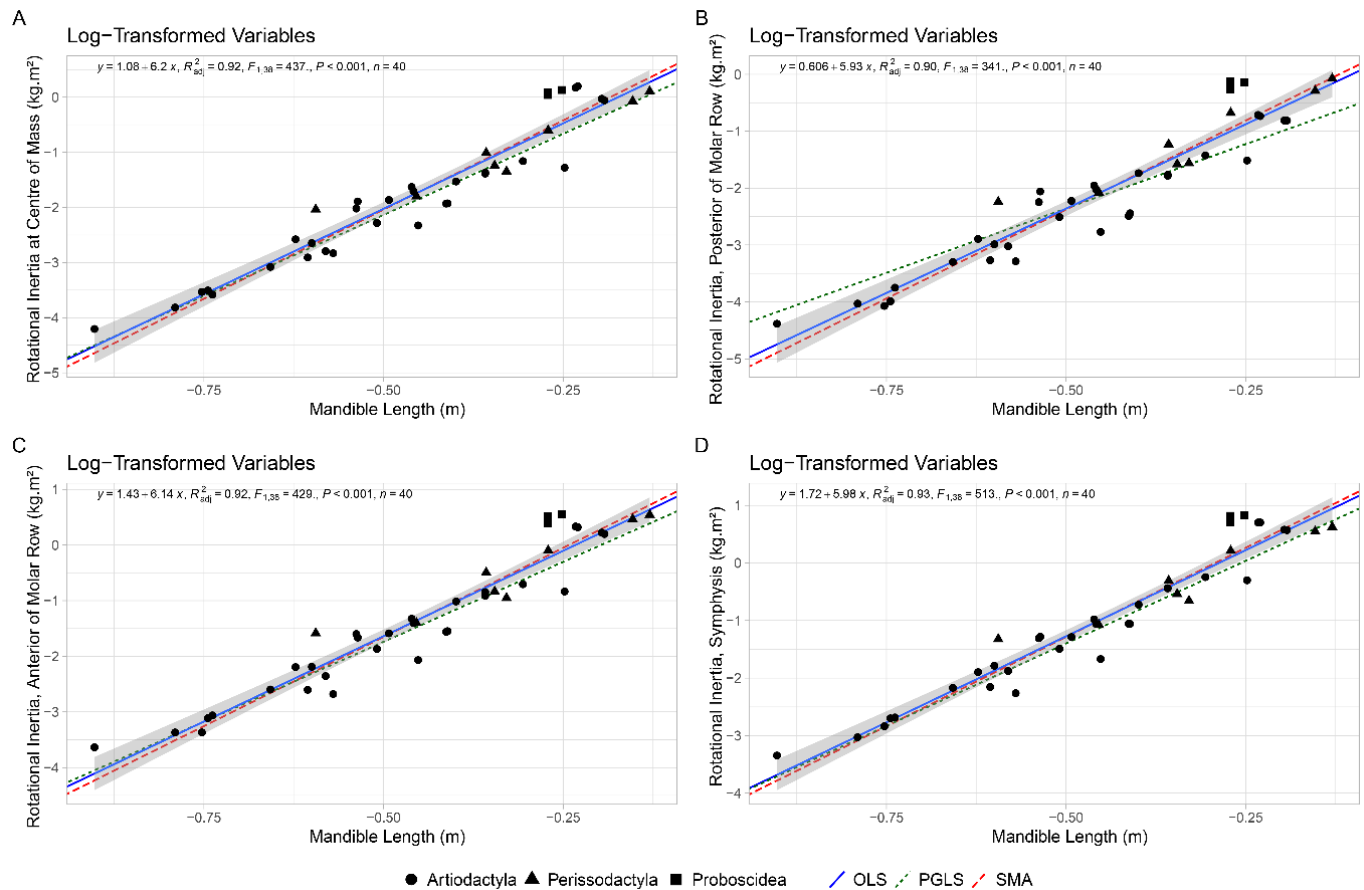 A
Log−Transformed Variables
y = 1.08 + 6.2 x, R²adj = 0.92, F1,38 = 437., P < 0.001, n = 40
Rotational Inertia at Centre of Mass (kg.m²)
0
−1
−2
−3
−4
−5
−0.75 −0.50 −0.25
Mandible Length (m)
B
Log−Transformed Variables
y = 0.606 + 5.93 x, R²adj = 0.90, F1,38 = 341., P < 0.001, n = 40
Rotational Inertia, Posterior of Molar Row (kg.m²)
0
−1
−2
−3
−4
−5
−0.75 −0.50 −0.25
Mandible Length (m)
C
Log−Transformed Variables
y = 1.43 + 6.14 x, R²adj = 0.92, F1,38 = 429., P < 0.001, n = 40
Rotational Inertia, Anterior of Molar Row (kg.m²)
1
0
−1
−2
−3
−4
−0.75 −0.50 −0.25
Mandible Length (m)
D
Log−Transformed Variables
y = 1.72 + 5.98 x, R²adj = 0.93, F1,38 = 513., P < 0.001, n = 40
Rotational Inertia, Symphysis (kg.m²)
1
0
−1
−2
−3
−4
−0.75 −0.50 −0.25
Mandible Length (m)
Artiodactyla Perissodactyla Proboscidea OLS PGLS SMA